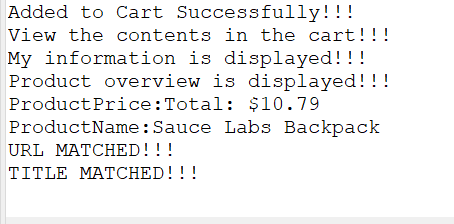 Added to Cart Successfully!!!
View the contents in the cart!!!
My information is displayed!!!
Product overview is displayed!!!
ProductPrice:Total: $10.79
ProductName:Sauce Labs Backpack
URL MATCHED!!!
TITLE MATCHED!!!